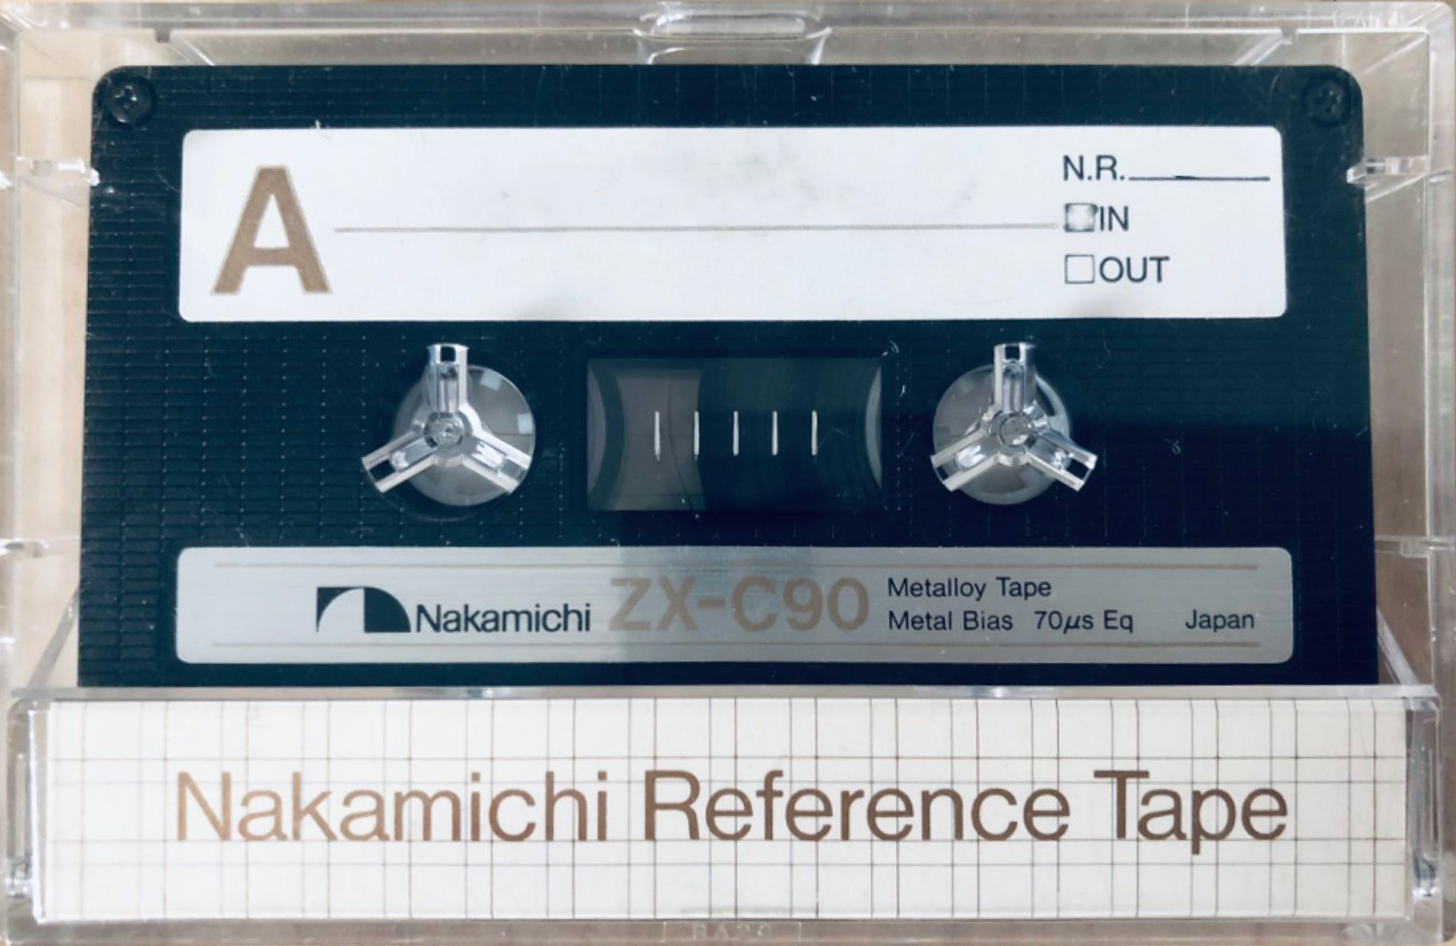 A
N.R.
IN
OUT
Nakamichi ZX-C90
Metalloy Tape
Metal Bias 70μs Eq Japan
Nakamichi Reference Tape